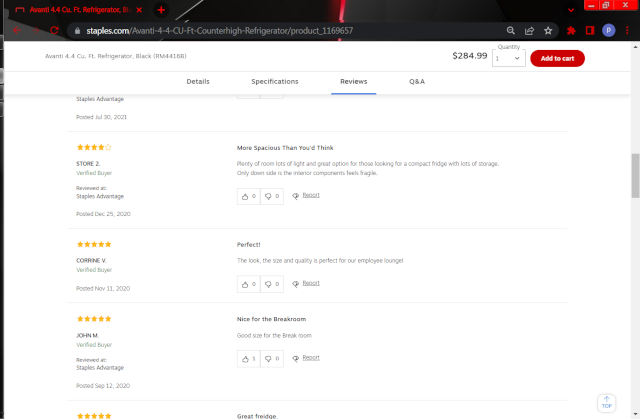 Avanti 4.4 Cu. Ft. Refrigerator, Bl
staples.com/Avanti-4-4-CU-Ft-Counterhigh-Refrigerator/product_1169657
P
Avanti 4.4 Cu. Ft. Refrigerator, Black (RM4416B)
$284.99
Quantity
1
Add to cart
Details
Specifications
Reviews
Q&A
Staples Advantage
Posted Jul 30, 2021
More Spacious Than You'd Think
STORE 2.
Verified Buyer
Plenty of room lots of light and great option for those looking for a compact fridge with lots of storage.
Only down side is the interior components feels fragile.
Reviewed at:
Staples Advantage
0
0
Report
Posted Dec 25, 2020
Perfect!
CORRINE V.
Verified Buyer
The look, the size and quality is perfect for our employee lounge!
0
0
Report
Posted Nov 11, 2020
Nice for the Breakroom
JOHN M.
Verified Buyer
Good size for the Break room
Reviewed at:
Staples Advantage
1
0
Report
Posted Sep 12, 2020
Great freidge
TOP